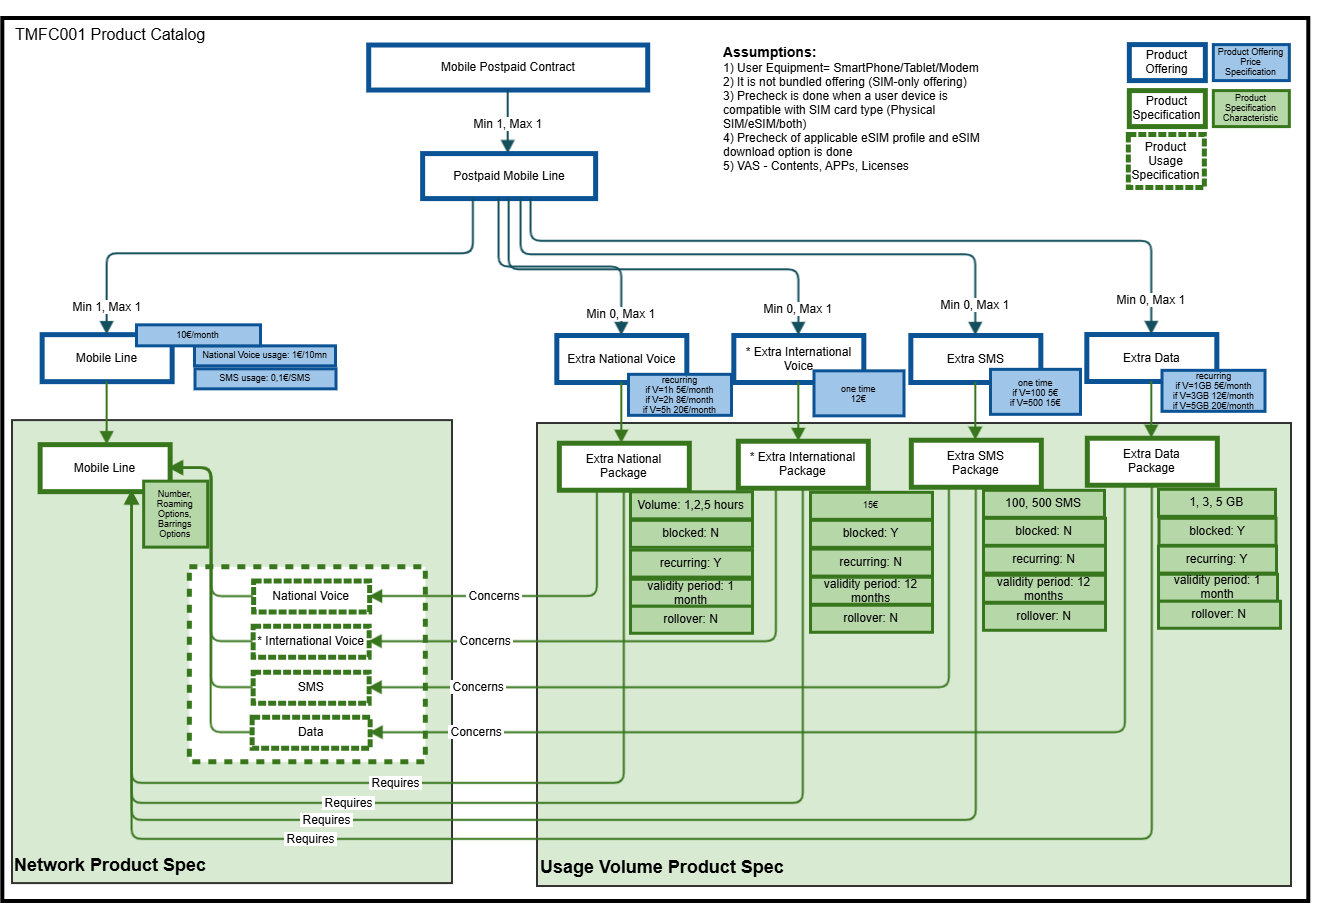 TMFC001 Product Catalog
Mobile Postpaid Contract
Min 1, Max 1
Postpaid Mobile Line
Assumptions:
1) User Equipment= SmartPhone/Tablet/Modem
2) It is not bundled offering (SIM-only offering)
3) Precheck is done when a user device is
compatible with SIM card type (Physical
SIM/eSIM/both)
4) Precheck of applicable eSIM profile and eSIM
download option is done
5) VAS - Contents, APPs, Licenses
Product
Offering
Product Offering
Price
Specification
Product
Specification
Product
Specification
Characteristic
Product
Usage
Specification
Min 1, Max 1
Mobile Line
10€/month
National Voice usage: 1€/10mn
SMS usage: 0,1€/SMS
Min 0, Max 1
Extra National Voice
recurring
if V=1h 5€/month
if V=2h 8€/month
if V=5h 20€/month
Min 0, Max 1
* Extra International
Voice
one time
12€
Min 0, Max 1
Extra SMS
one time
if V=100 5€
if V=500 15€
Min 0, Max 1
Extra Data
recurring
if V=1GB 5€/month
if V=3GB 12€/month
if V=5GB 20€/month
Mobile Line
Number,
Roaming
Options,
Barrings
Options
National Voice
* International Voice
SMS
Data
Concerns
Concerns
Concerns
Concerns
Requires
Requires
Requires
Requires
Network Product Spec
Extra National
Package
Volume: 1,2,5 hours
blocked: N
recurring: Y
validity period: 1
month
rollover: N
* Extra International
Package
15€
blocked: Y
recurring: N
validity period: 12
months
rollover: N
Extra SMS
Package
100, 500 SMS
blocked: N
recurring: N
validity period: 12
months
rollover: N
Extra Data
Package
1, 3, 5 GB
blocked: Y
recurring: Y
validity period: 1
month
rollover: N
Usage Volume Product Spec